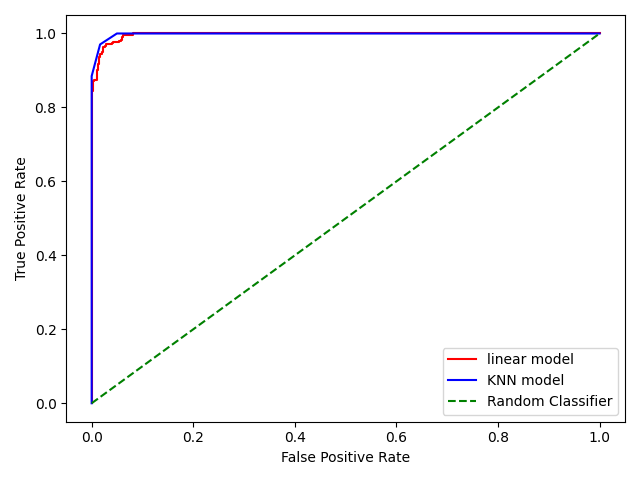 1.0
0.8
0.6
0.4
0.2
0.0
True Positive Rate
linear model
KNN model
Random Classifier
0.0 0.2 0.4 0.6 0.8 1.0
False Positive Rate